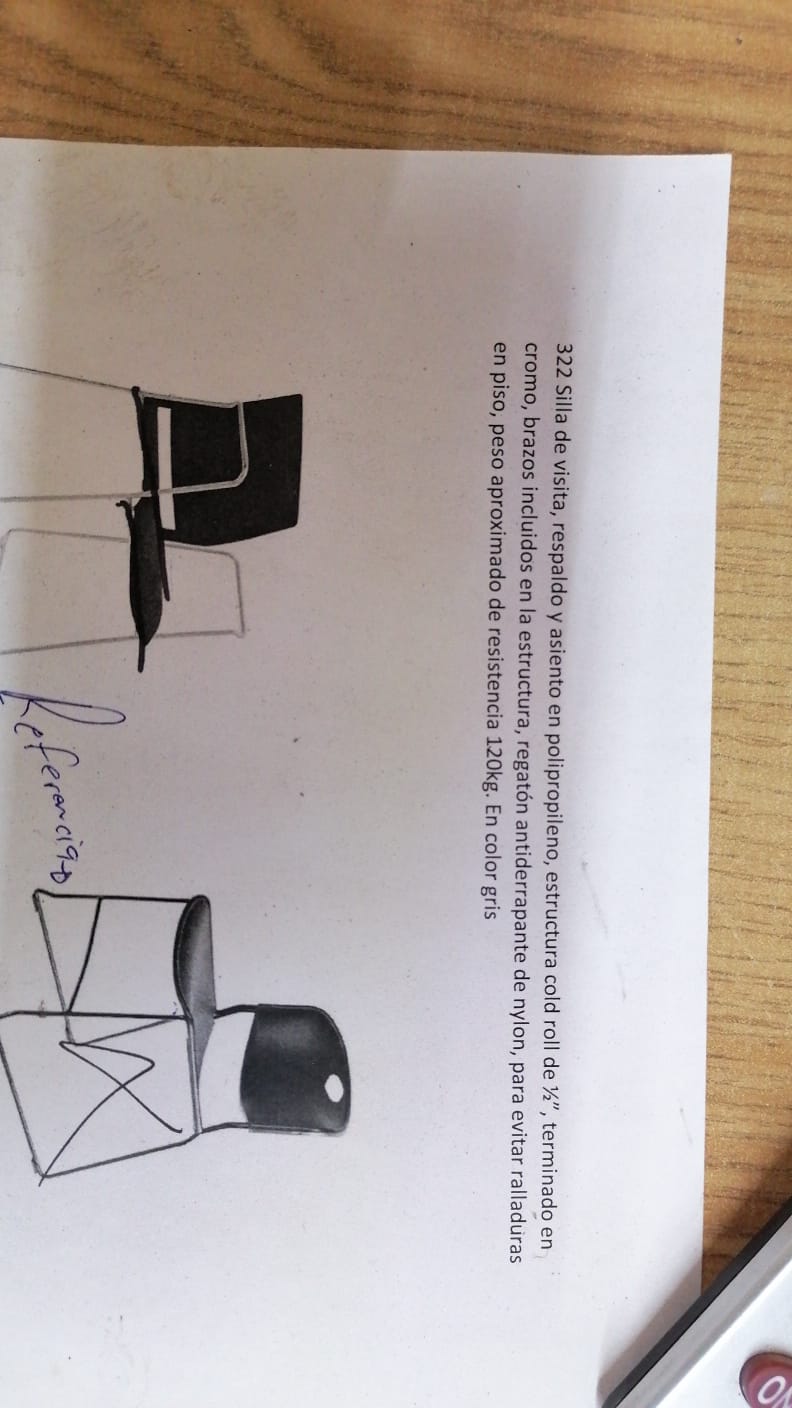 322 Silla de visita, respaldo y asiento en polipropileno, estructura cold roll de ½”, terminado en
cromo, brazos incluidos en la estructura, regatón antiderrapante de nylon, para evitar ralladuras
en piso, peso aproximado de resistencia 120kg. En color gris